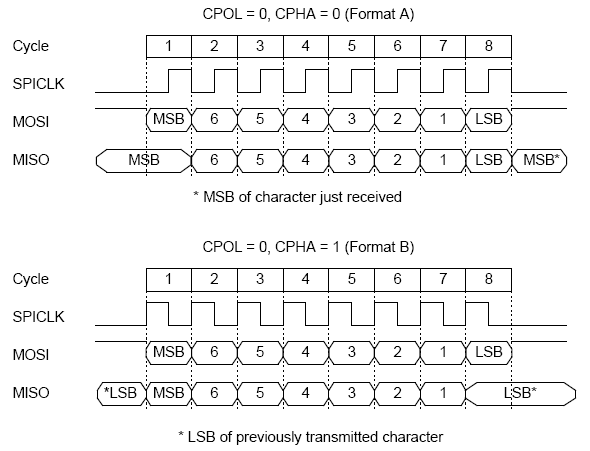 CPOL = 0, CPHA = 0 (Format A)
Cycle 1 2 3 4 5 6 7 8
SPICLK
MOSI MSB 6 5 4 3 2 1 LSB
MISO MSB 6 5 4 3 2 1 LSB MSB*
* MSB of character just received
CPOL = 0, CPHA = 1 (Format B)
Cycle 1 2 3 4 5 6 7 8
SPICLK
MOSI MSB 6 5 4 3 2 1 LSB
MISO *LSB MSB 6 5 4 3 2 1 LSB*
* LSB of previously transmitted character